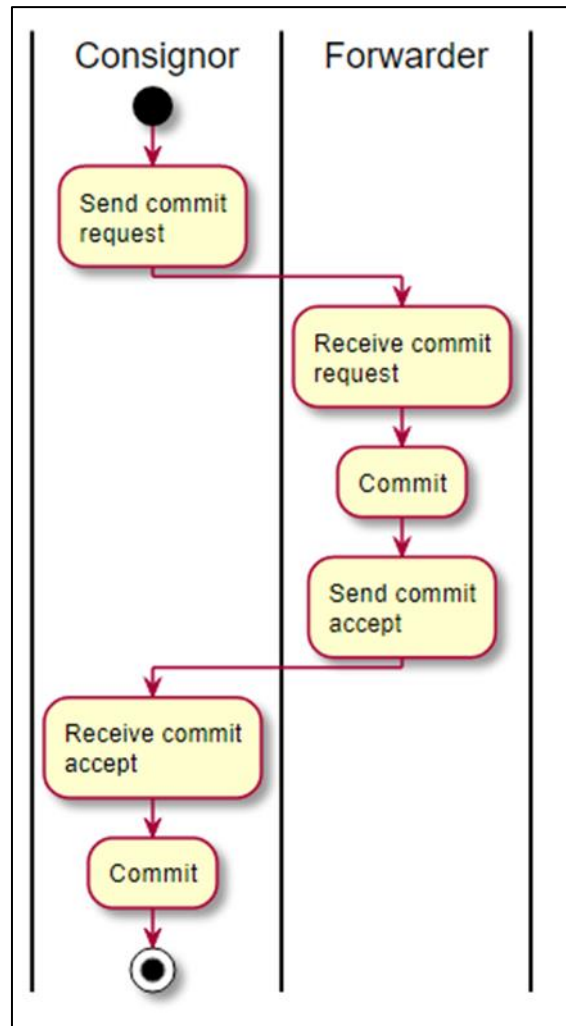 Consignor
Forwarder
Send commit
request
Receive commit
request
Commit
Send commit
accept
Receive commit
accept
Commit